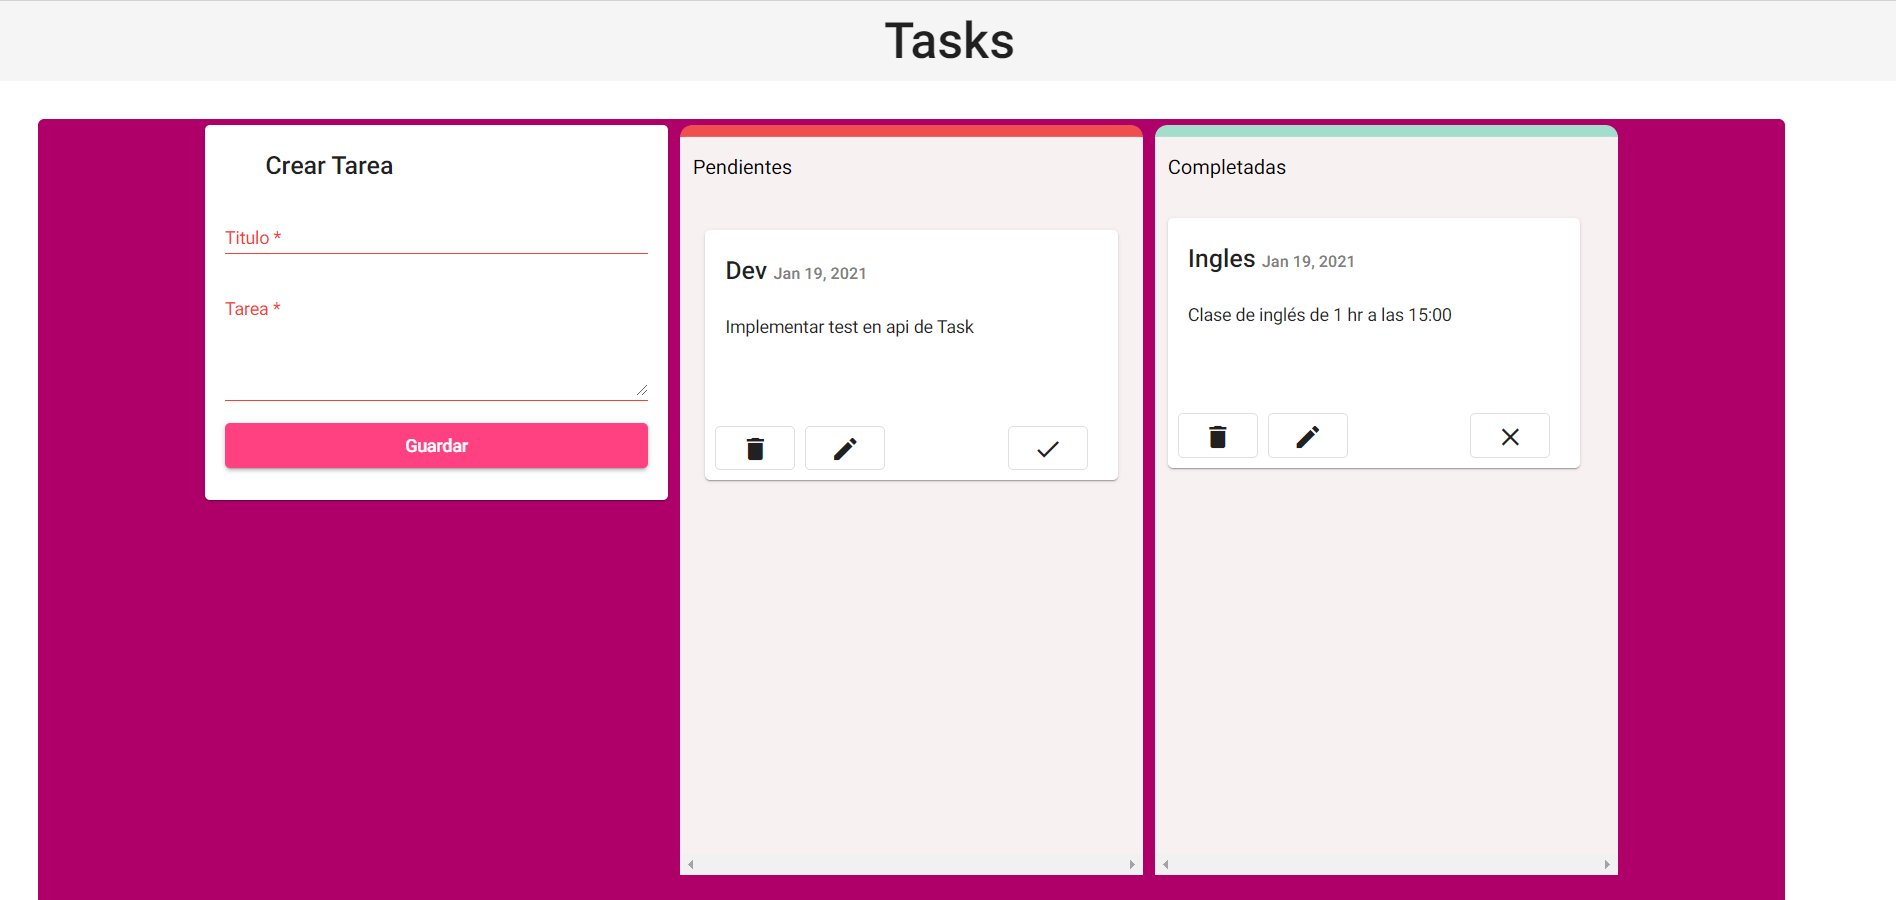 Tasks
Crear Tarea
Titulo *
Tarea *
Guardar
Pendientes
Dev Jan 19, 2021
Implementar test en api de Task
Completadas
Ingles Jan 19, 2021
Clase de inglés de 1 hr a las 15:00